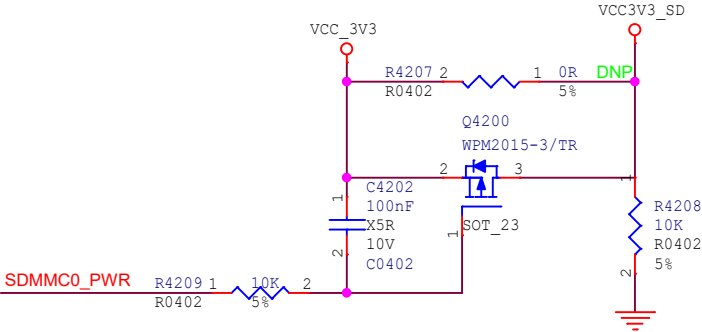 VCC3V3_SD
VCC_3V3
R4207 2 1 0R DNP
R0402 5%
Q4200
WPM2015-3/TR
2 3 1
C4202
1 100nF R4208
X5R 1 SOT_23 10K
10V R0402
2 C0402 2 5%
SDMMC0_PWR R4209 1 10K 2
R0402 5%